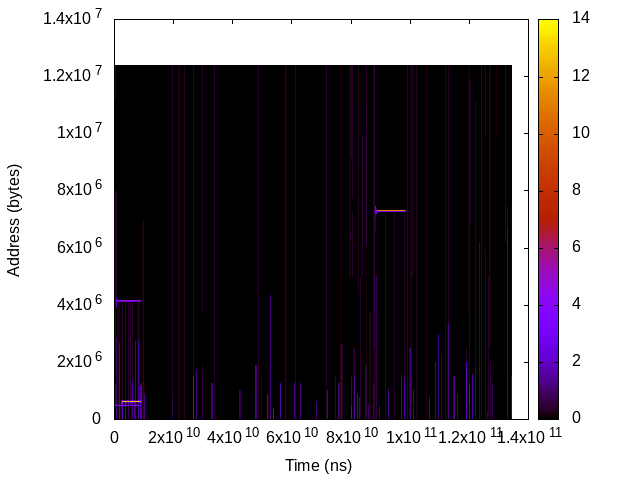 1.4x10 7
1.2x10 7
1x10 7
8x10 6
6x10 6
4x10 6
2x10 6
0
Address (bytes)
0 2x10 10 4x10 10 6x10 10 8x10 10 1x10 11 1.2x10 11 1.4x10 11
Time (ns)
14
12
10
8
6
4
2
0